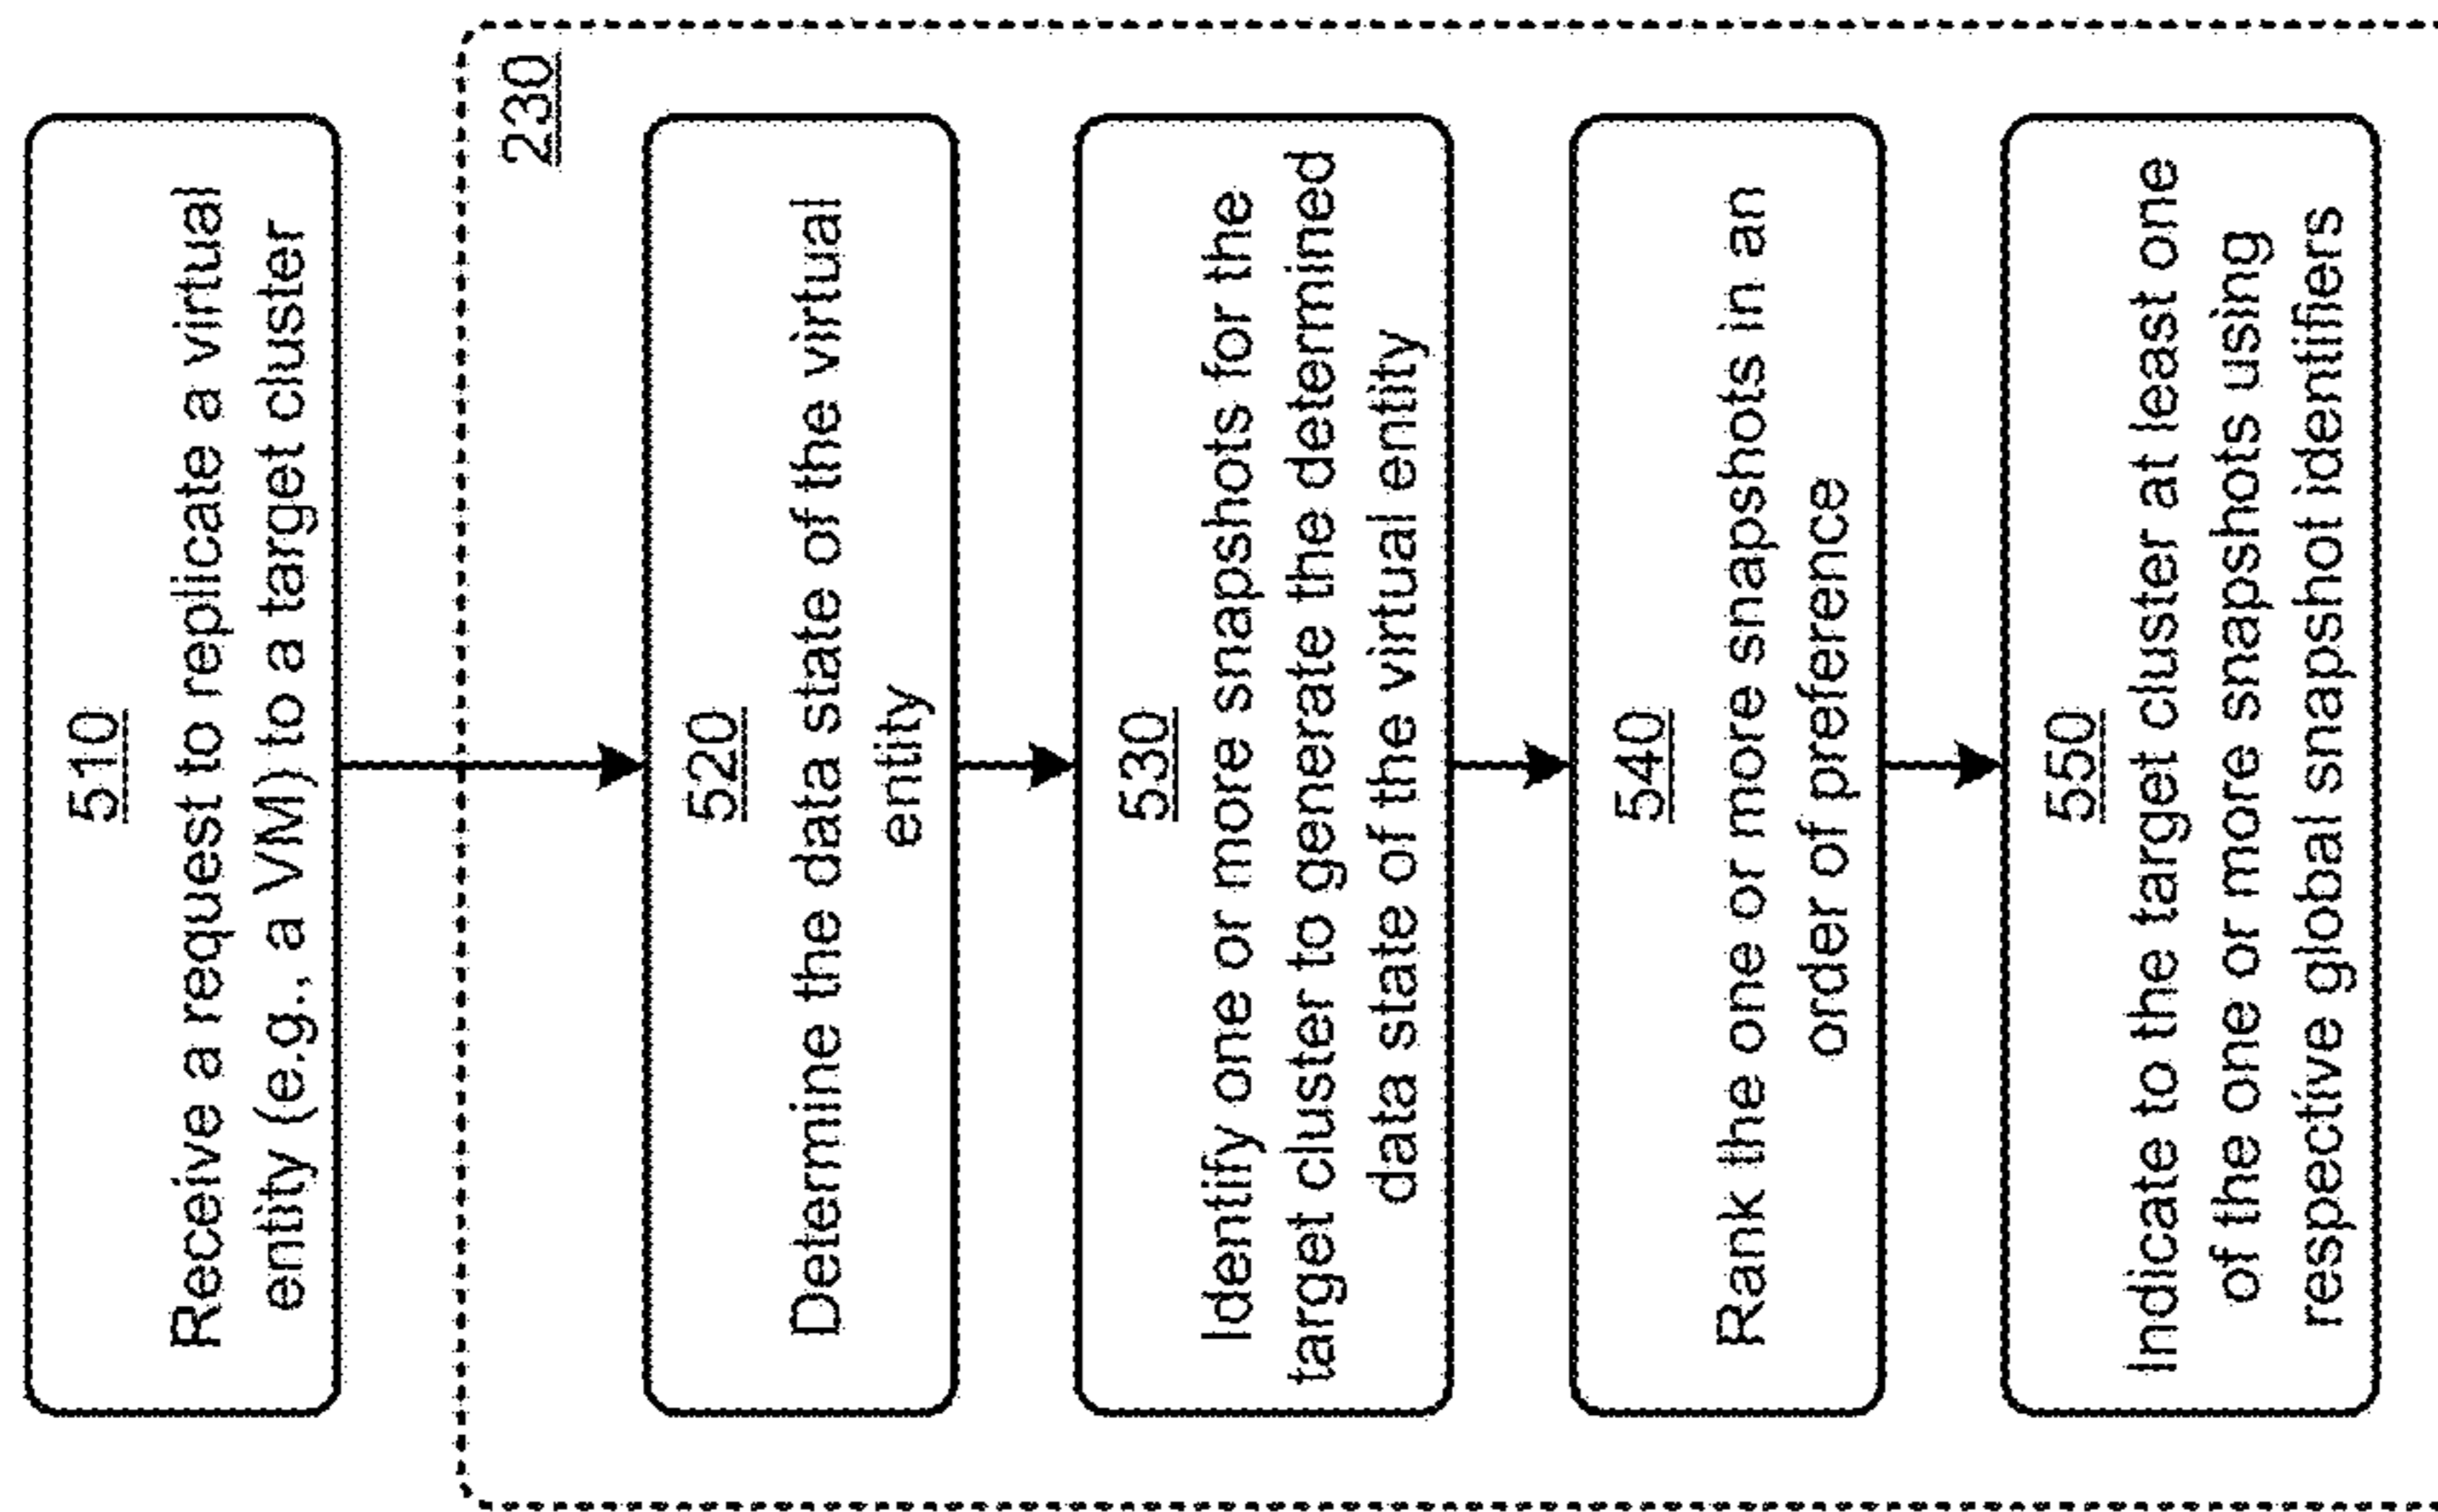 510
Receive a request to replicate a virtual
entity (e.g., a VM) to a target cluster
230
520
Determine the data state of the virtual
entity
530
Identify one or more snapshots for the
target cluster to generate the determined
data state of the virtual entity
540
Rank the one or more snapshots in an
order of preference
550
Indicate to the target cluster at least one
of the one or more snapshots using
respective global snapshot identifiers